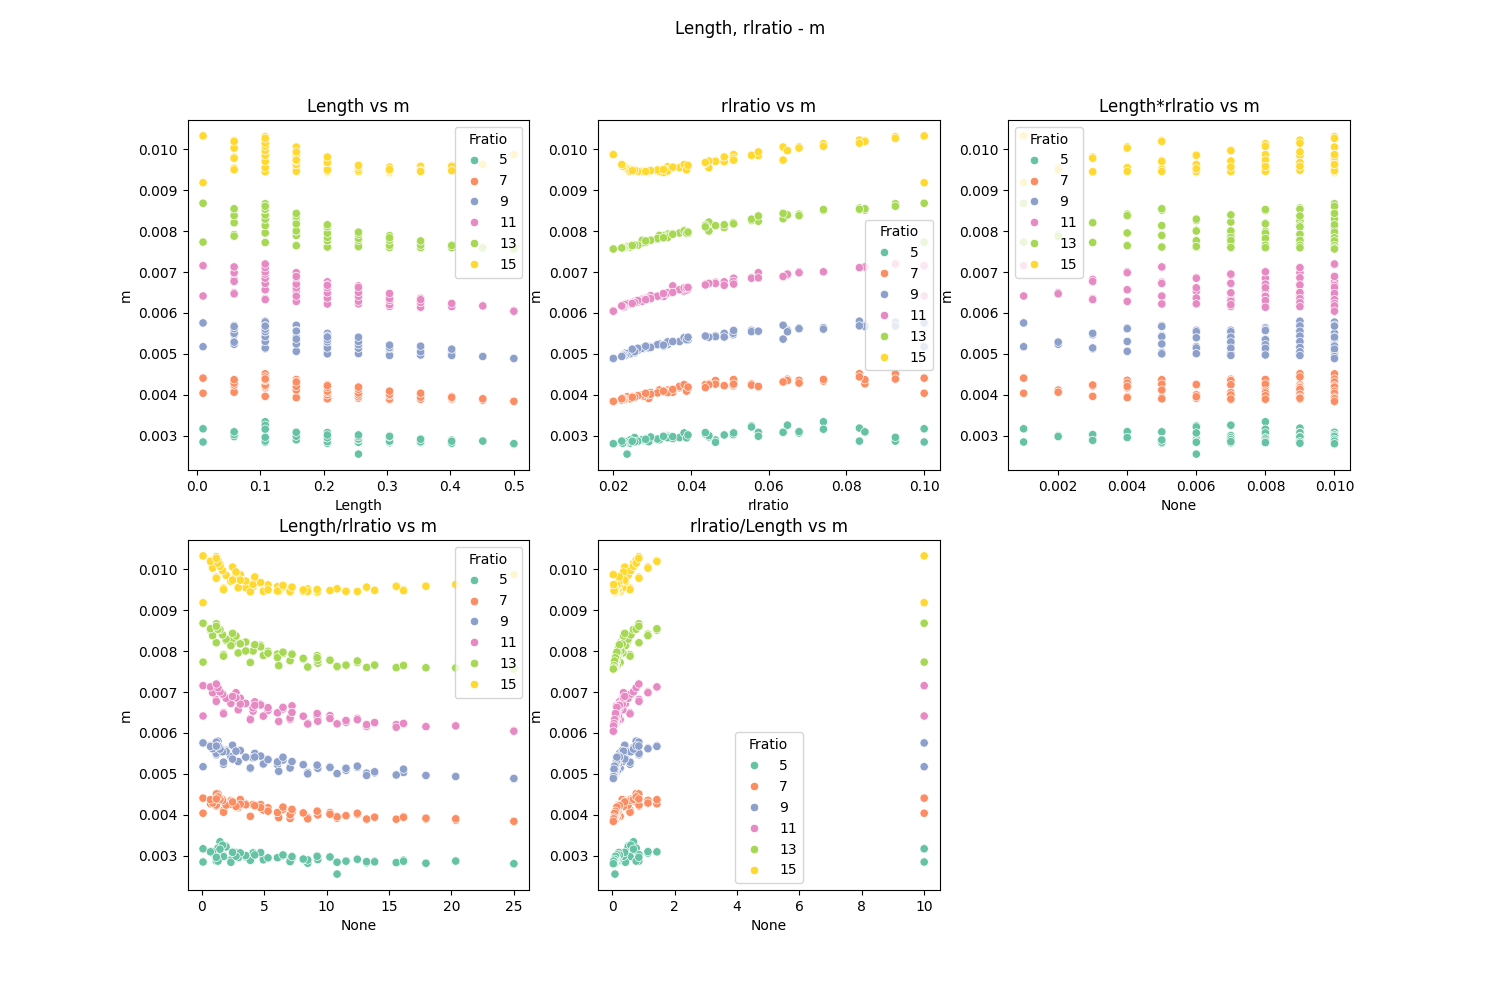 Length, rlratio - m
Length vs m
m
0.010
0.009
0.008
0.007
0.006
0.005
0.004
0.003
0.0 0.1 0.2 0.3 0.4 0.5
Length
Fratio
5
7
9
11
13
15
rlratio vs m
m
0.010
0.009
0.008
0.007
0.006
0.005
0.004
0.003
0.02 0.04 0.06 0.08 0.10
rlratio
Fratio
5
7
9
11
13
15
Length*rlratio vs m
m
0.010
0.009
0.008
0.007
0.006
0.005
0.004
0.003
0.002 0.004 0.006 0.008 0.010
None
Fratio
5
7
9
11
13
15
Length/rlratio vs m
m
0.010
0.009
0.008
0.007
0.006
0.005
0.004
0.003
0 5 10 15 20 25
None
Fratio
5
7
9
11
13
15
rlratio/Length vs m
m
0.010
0.009
0.008
0.007
0.006
0.005
0.004
0.003
0 2 4 6 8 10
None
Fratio
5
7
9
11
13
15